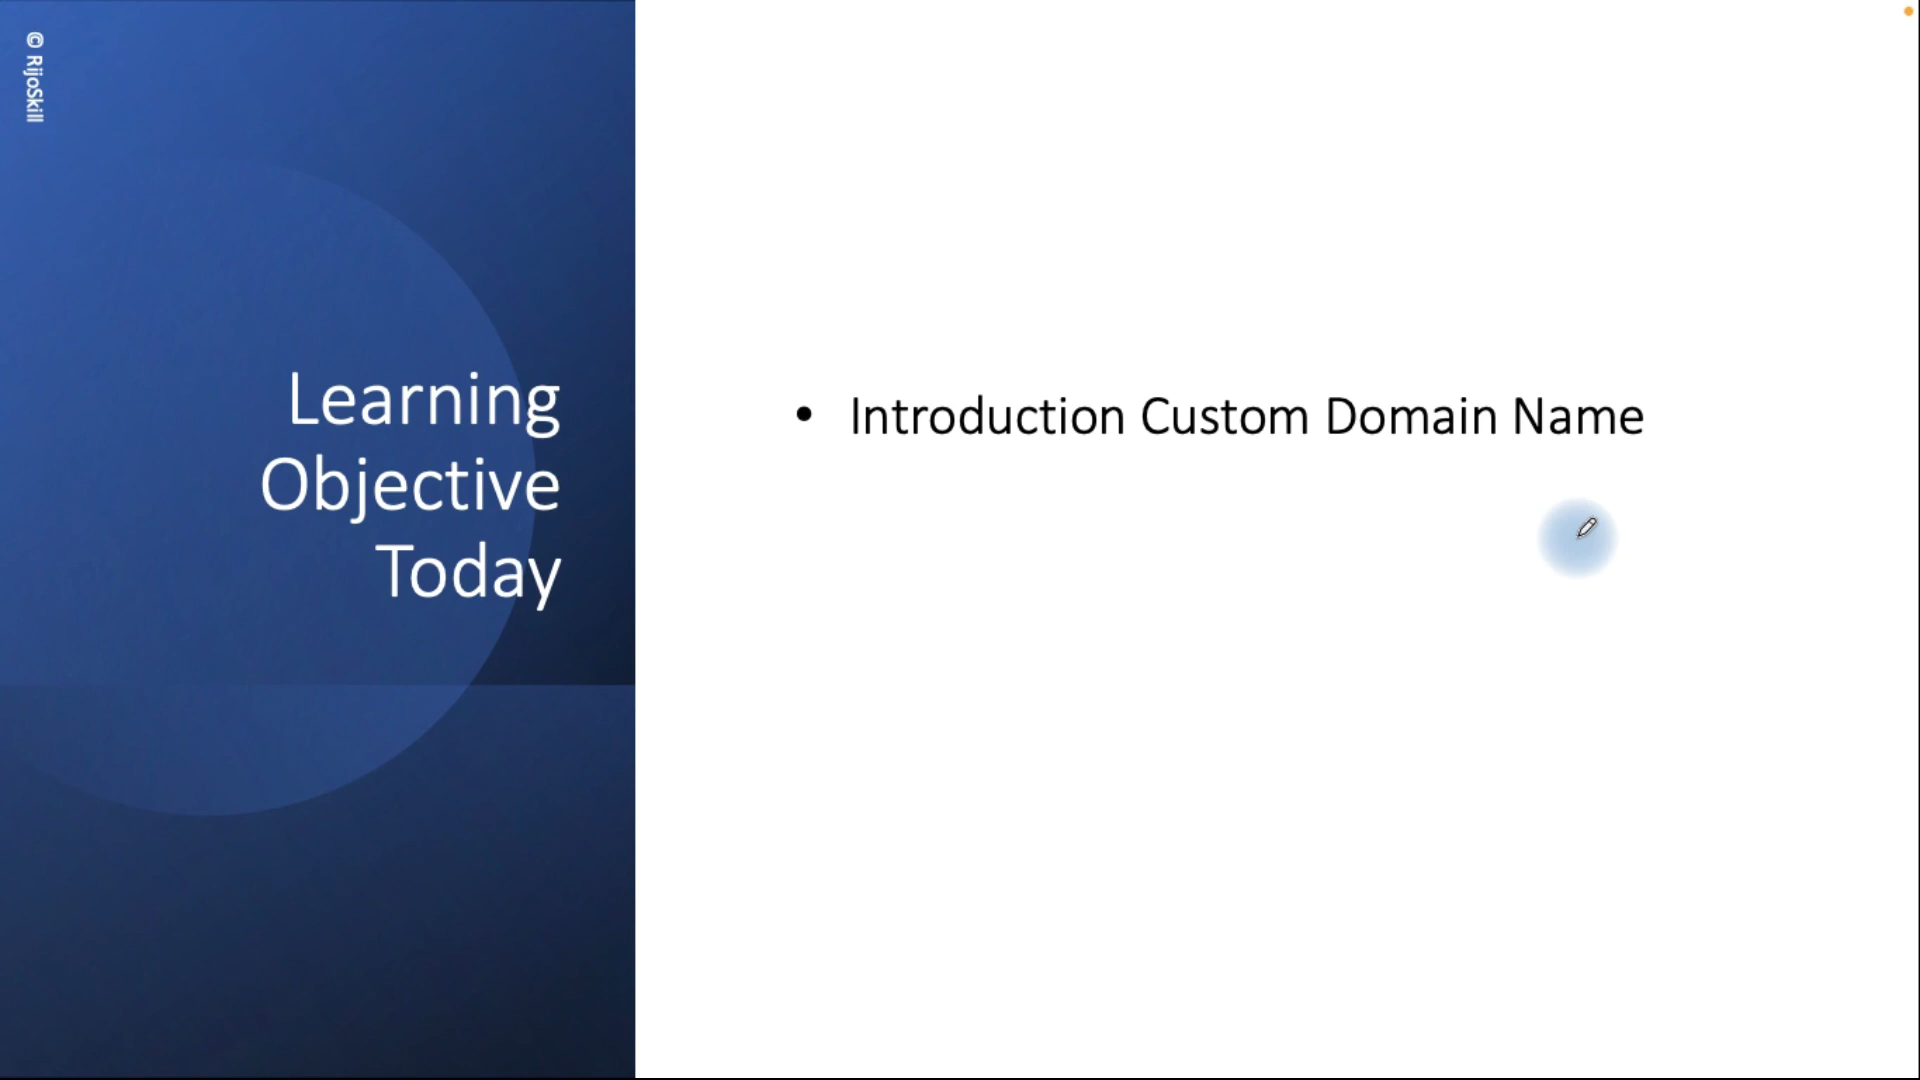 © RijoSkill
Learning
Objective
Today
• Introduction Custom Domain Name